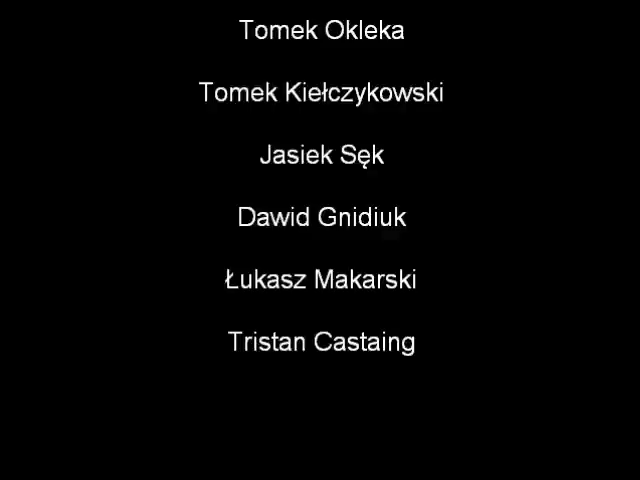 Tomek Okleka
Tomek Kiełczykowski
Jasiek Sęk
Dawid Gnidiuk
Łukasz Makarski
Tristan Castaing